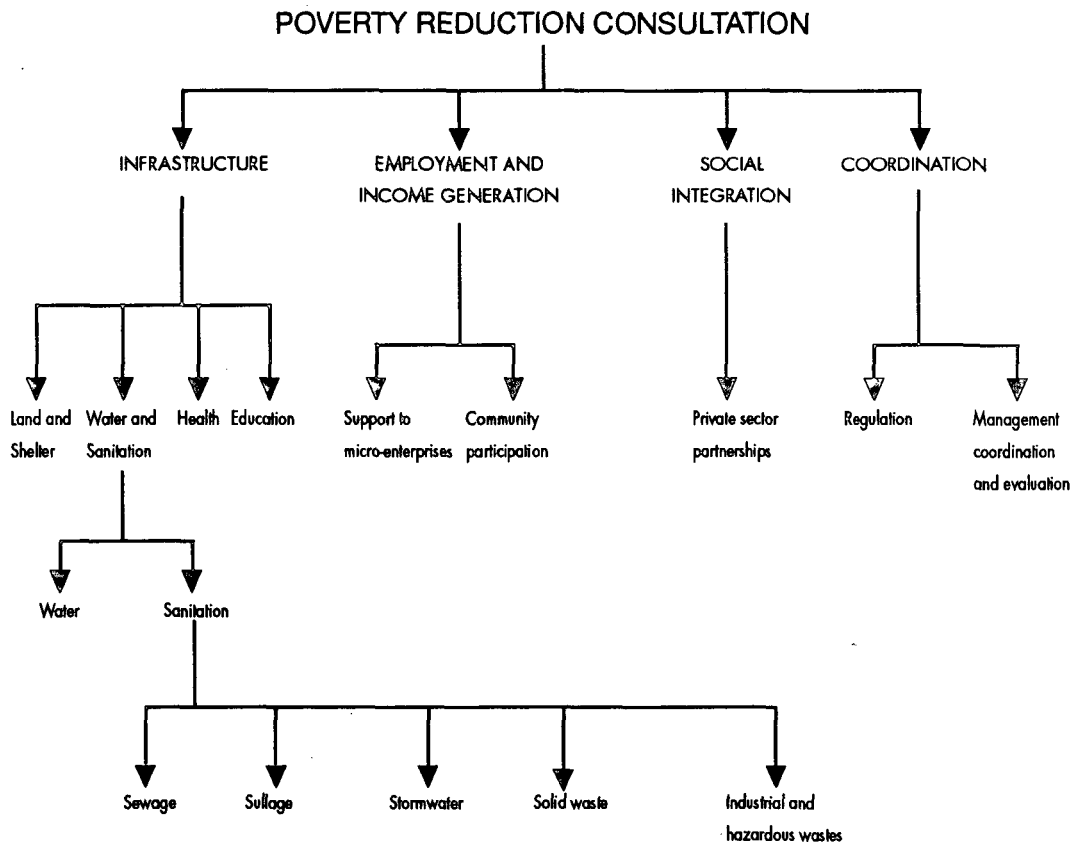 POVERTY REDUCTION CONSULTATION
INFRASTRUCTURE
EMPLOYMENT AND
INCOME GENERATION
SOCIAL
INTEGRATION
COORDINATION
Land and
Shelter
Water and
Sanitation
Health
Education
Support to
micro-enterprises
Community
participation
Private sector
partnerships
Regulation
Management
coordination
and evaluation
Water
Sanitation
Sewage
Sullage
Stormwater
Solid waste
Industrial and
hazardous wastes